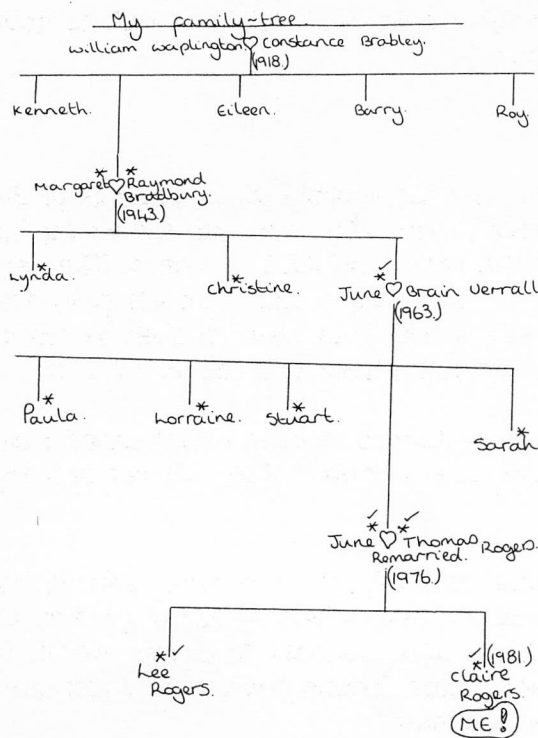 My family-tree.
William Waplington ♡ Constance Brabley.
(1918.)
Kenneth. Eileen. Barry. Roy.
Margaret* ♡ *Raymond
Bradbury.
(1943.)
Lynda.* Christine.* June* ✓ ♡ Brain Verrall
(1963.)
Paula.* Lorraine.* Stuart.* Sarah*
June* ✓ ♡ *✓ Thomas Rogers.
Remarried.
(1976.)
*✓ Lee
Rogers.
✓* (1981)
Claire
Rogers.
ME!